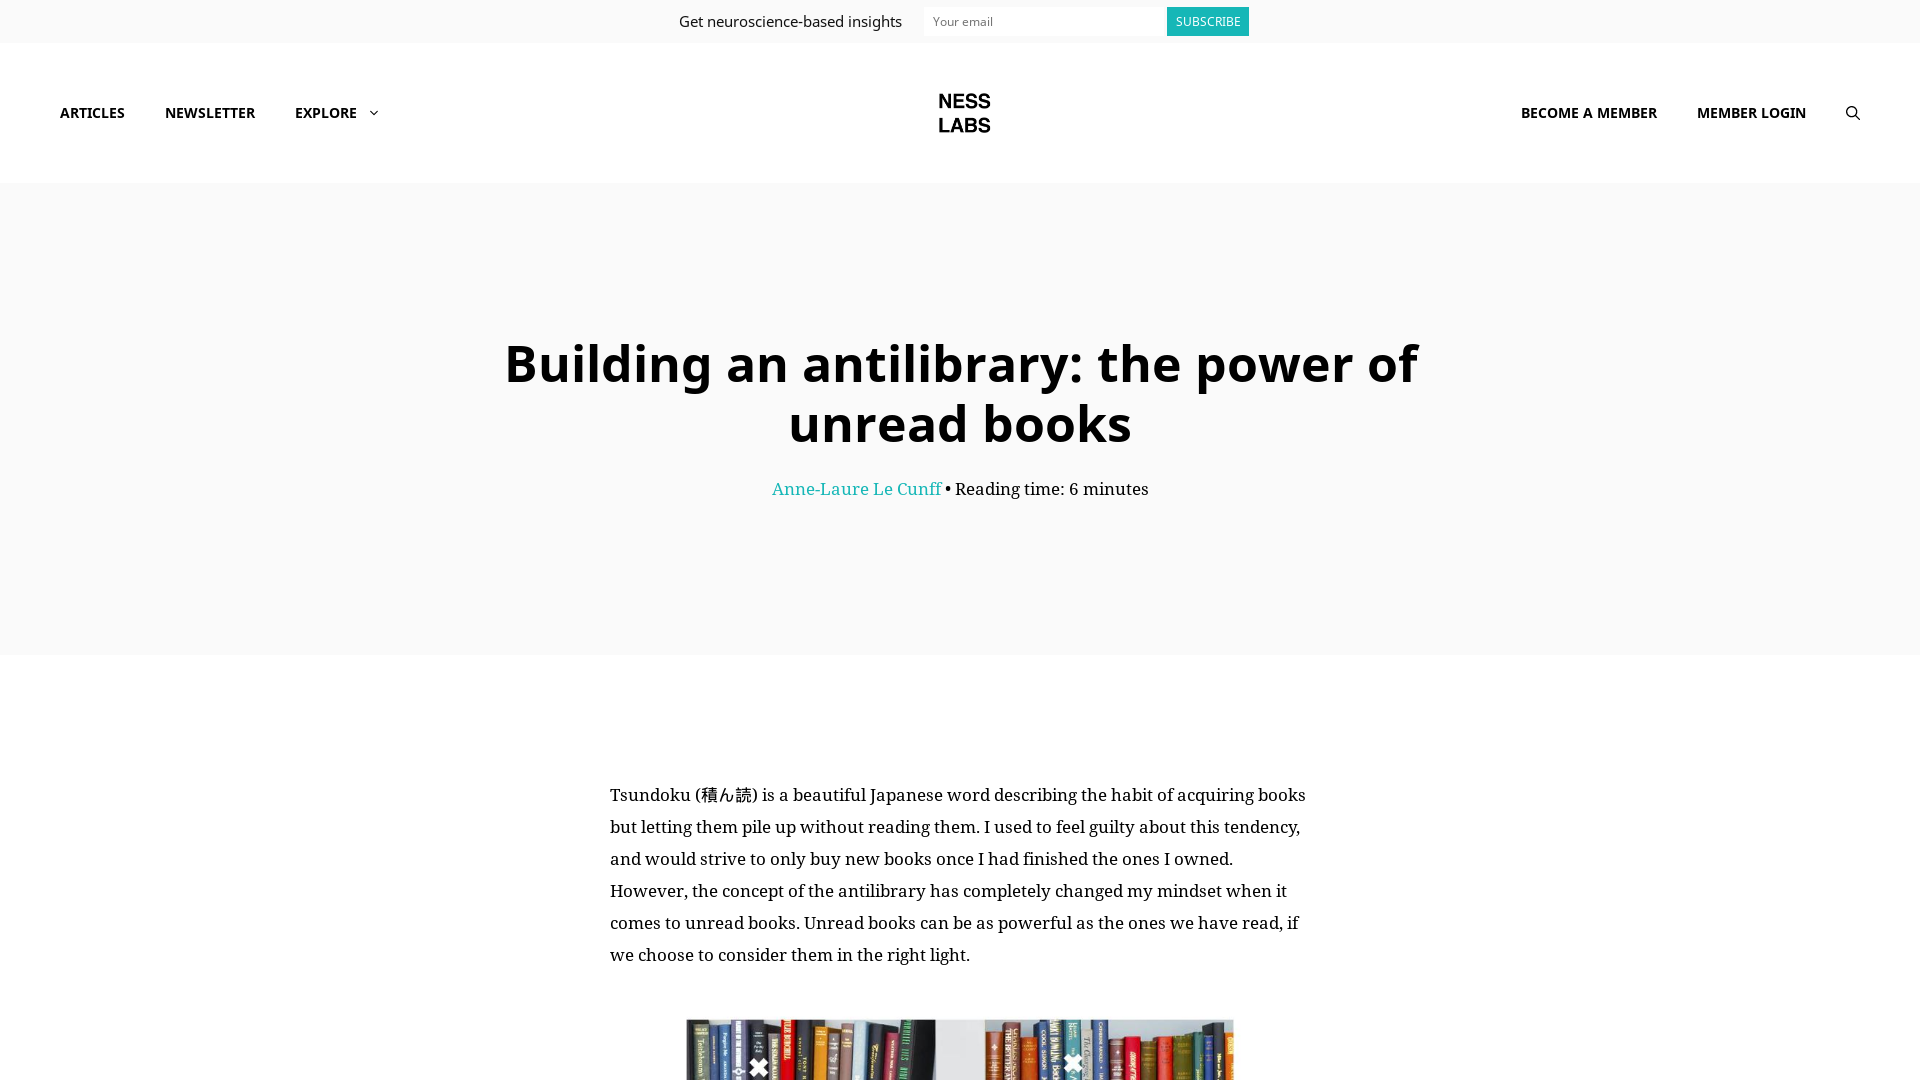 Get neuroscience-based insights
Your email
SUBSCRIBE
ARTICLES
NEWSLETTER
EXPLORE
NESS
LABS
BECOME A MEMBER
MEMBER LOGIN
Building an antilibrary: the power of
unread books
Anne-Laure Le Cunff • Reading time: 6 minutes
Tsundoku (積ん読) is a beautiful Japanese word describing the habit of acquiring books
but letting them pile up without reading them. I used to feel guilty about this tendency,
and would strive to only buy new books once I had finished the ones I owned.
However, the concept of the antilibrary has completely changed my mindset when it
comes to unread books. Unread books can be as powerful as the ones we have read, if
we choose to consider them in the right light.